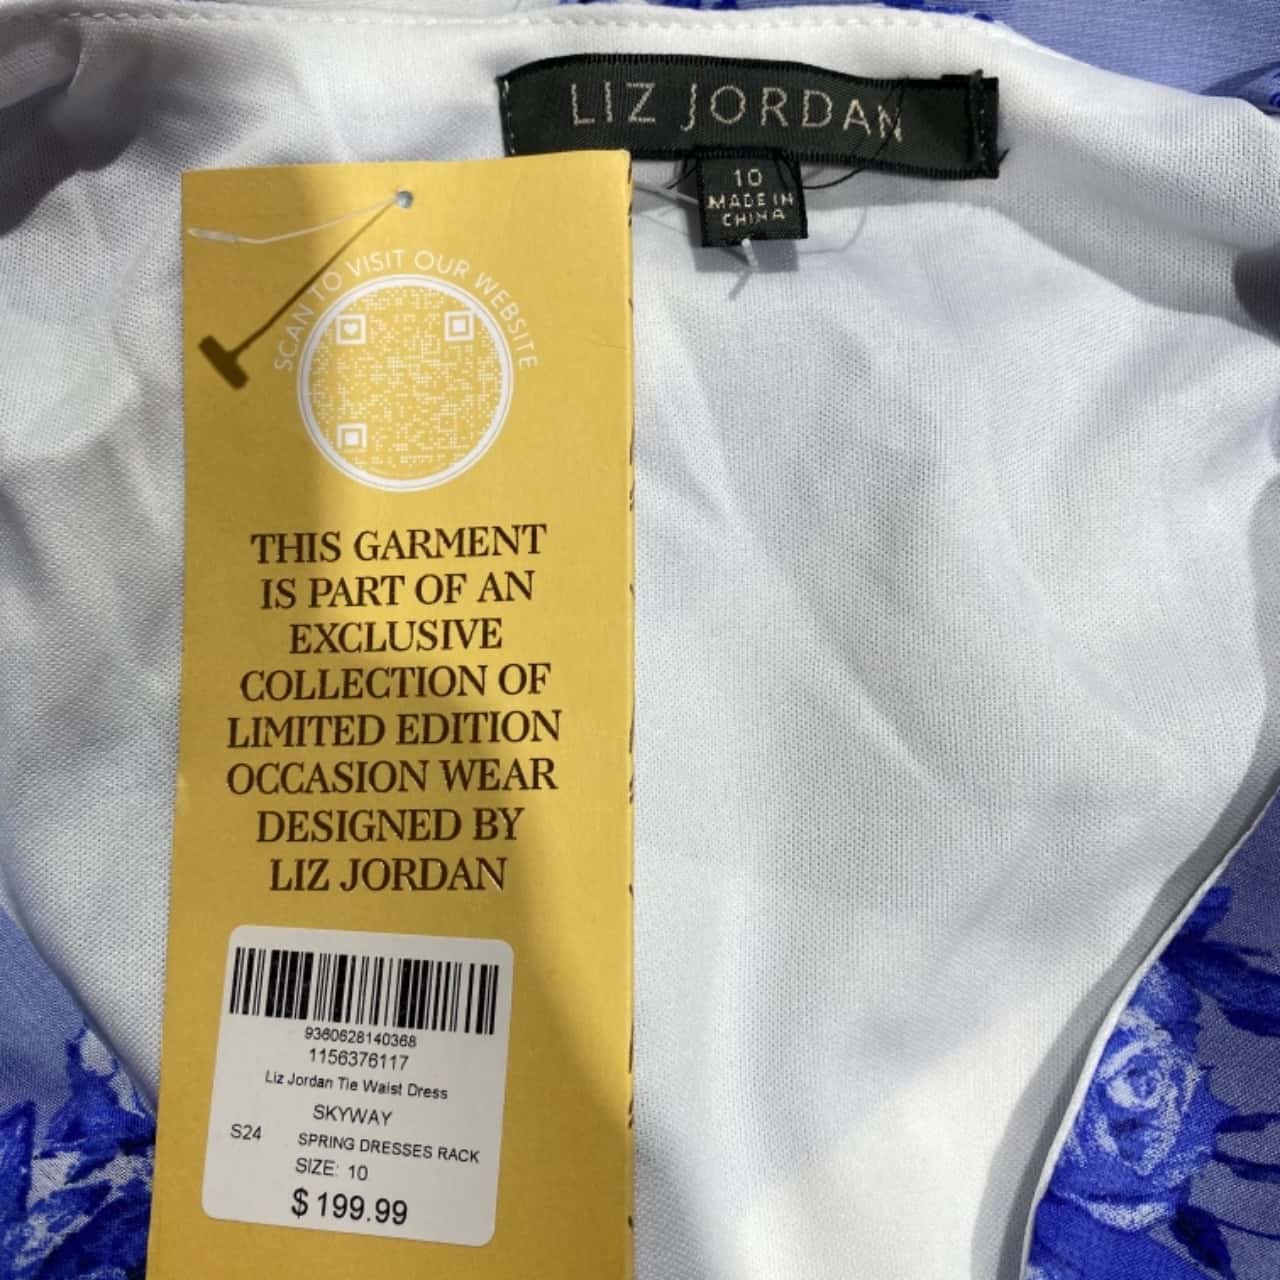 LIZ JORDAN
10
MADE IN
CHINA
SCAN TO VISIT OUR WEBSITE
THIS GARMENT
IS PART OF AN
EXCLUSIVE
COLLECTION OF
LIMITED EDITION
OCCASION WEAR
DESIGNED BY
LIZ JORDAN
9360628140368
1156376117
Liz Jordan Tie Waist Dress
SKYWAY
S24 SPRING DRESSES RACK
SIZE: 10
$199.99